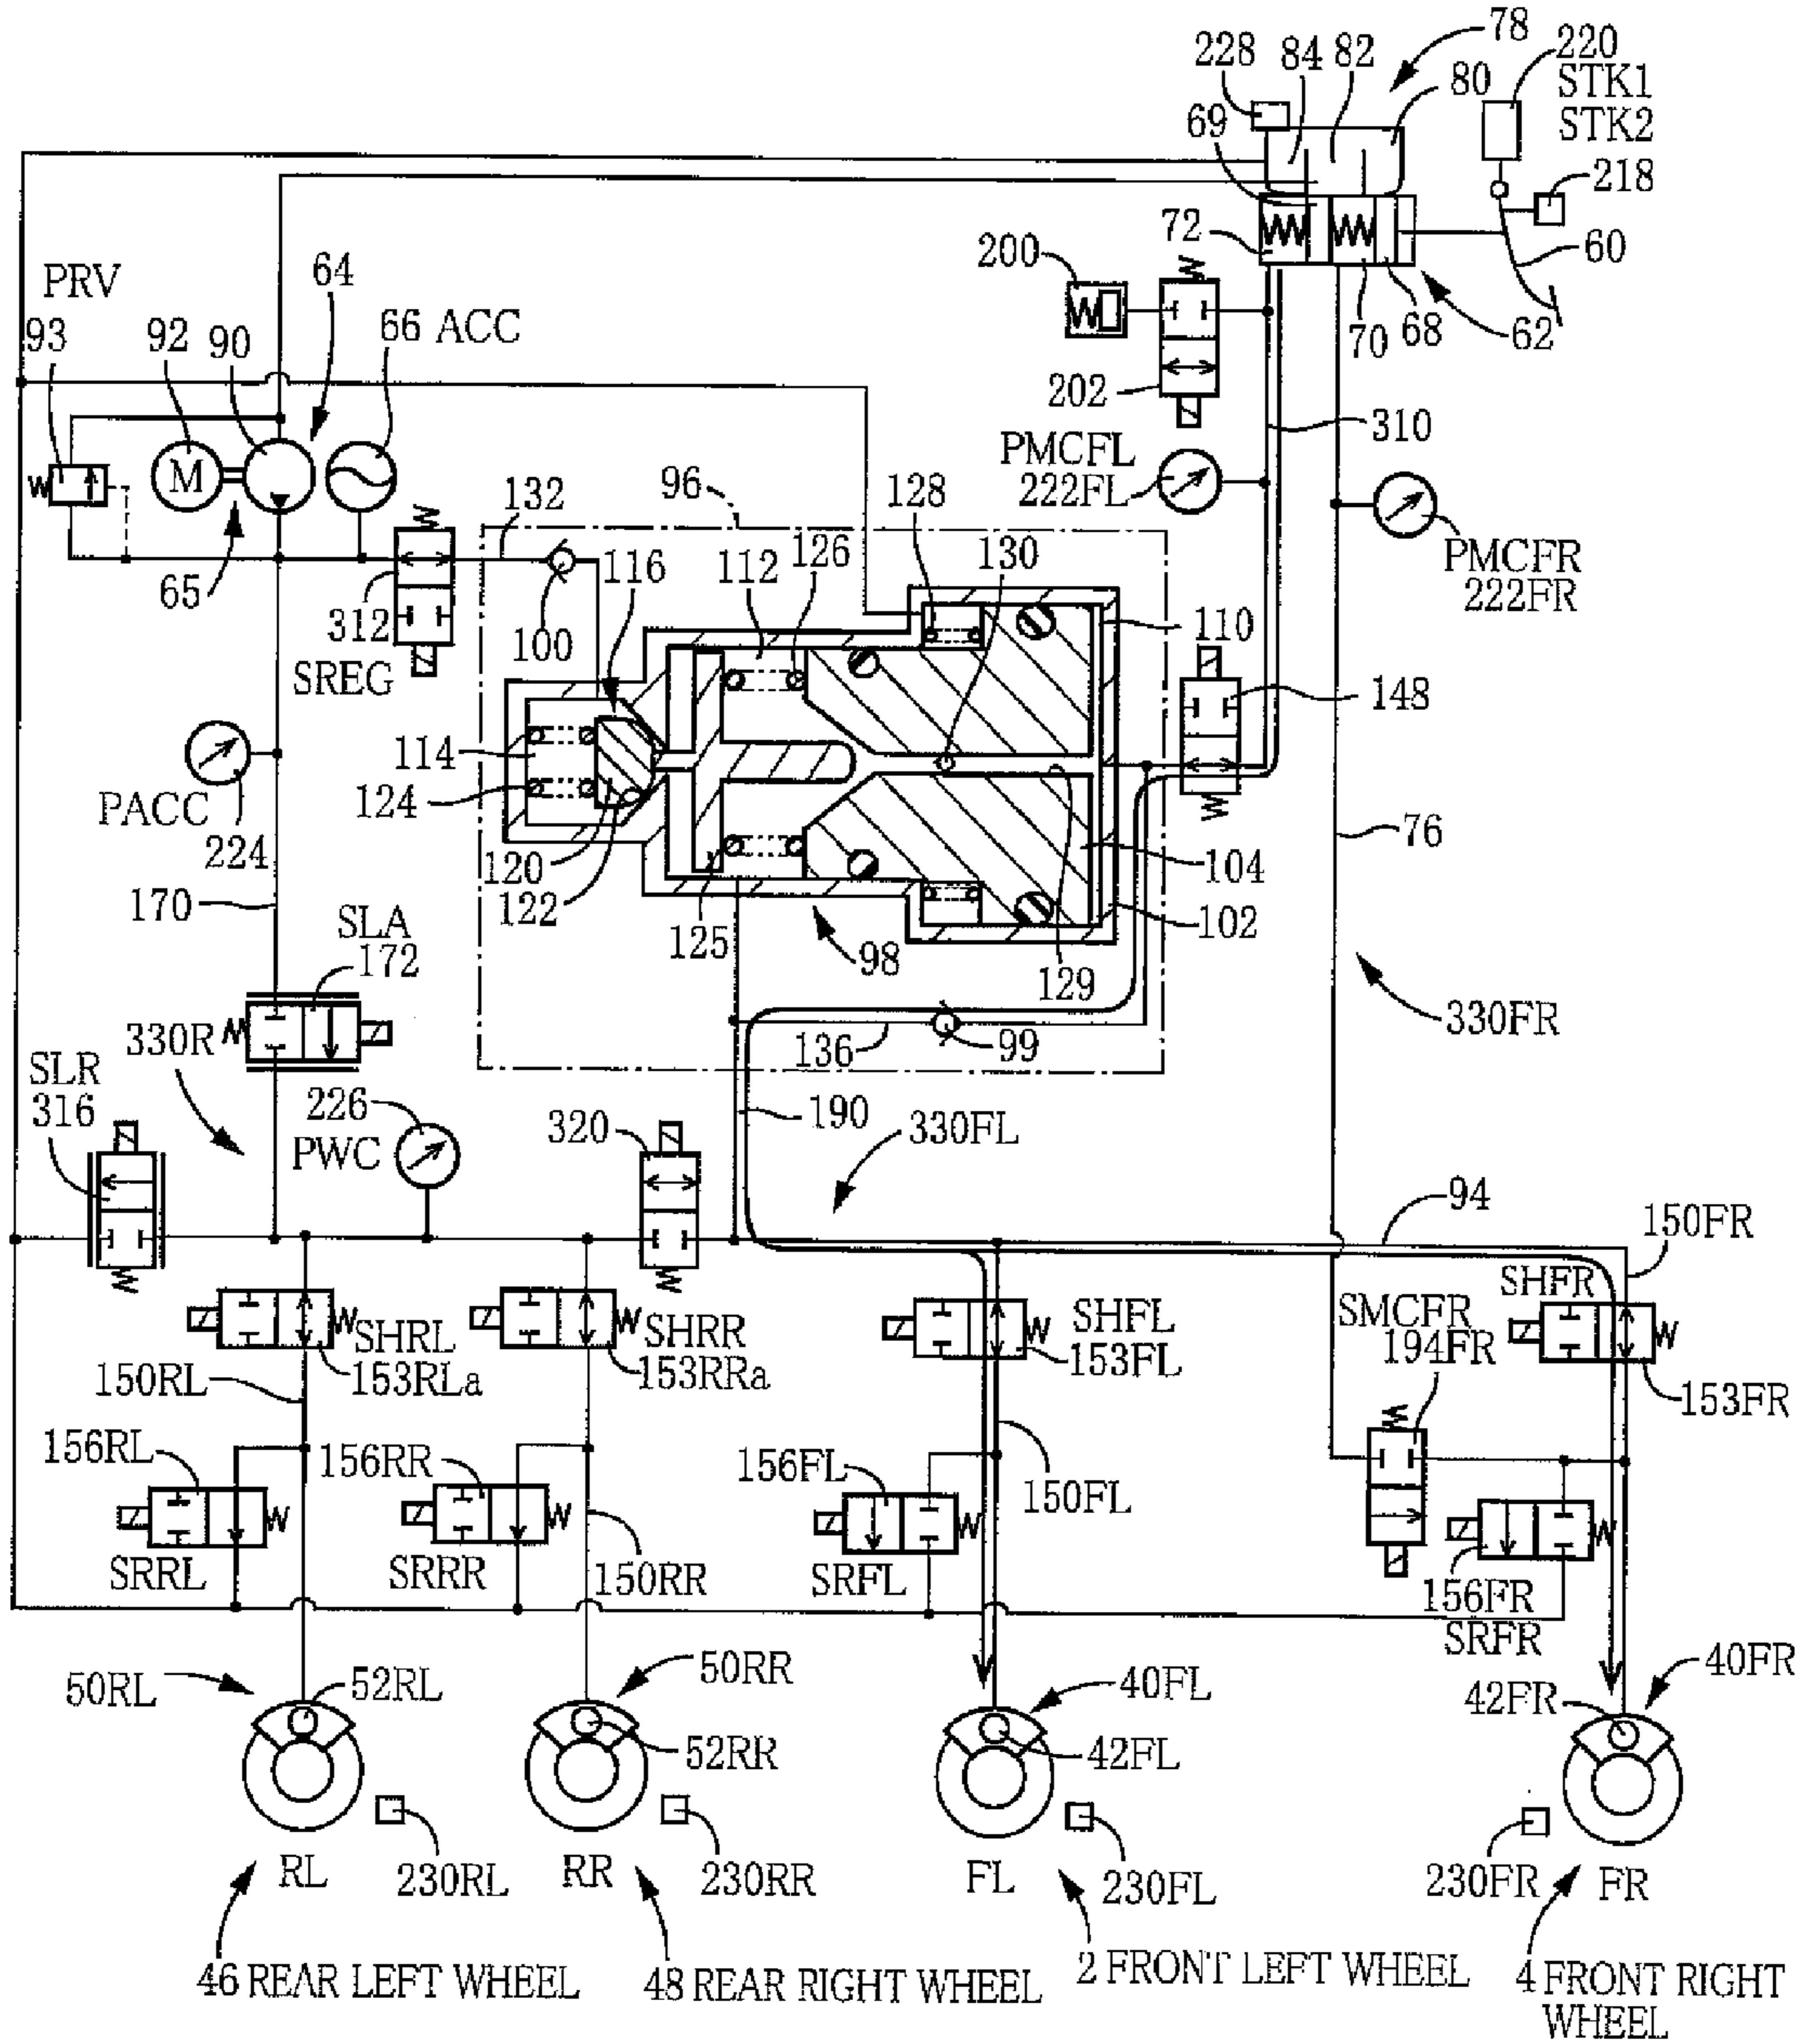 78
220
STK1
STK2
228
84
82
80
69
218
72
200
60
PRV
64
66 ACC
93
92
90
202
70
68
62
310
M
PMCFL
222FL
96
132
128
65
116
112
126
130
PMCFR
222FR
312
100
110
SREG
148
114
124
PACC
224
120
122
76
104
170
SLA
172
125
98
102
129
330R
136
99
330FR
SLR
316
226
PWC
320
190
330FL
94
150FR
SHFR
SHRL
153RLa
SHRR
153RRa
SHFL
153FL
SMCFR
194FR
150RL
153FR
156RL
156RR
156FL
150FL
SRRL
SRRR
150RR
SRFL
156FR
SRFR
50RL
52RL
50RR
40FL
42FR
40FR
52RR
42FL
RL
230RL
RR
230RR
FL
230FL
230FR
FR
46 REAR LEFT WHEEL
48 REAR RIGHT WHEEL
2 FRONT LEFT WHEEL
4 FRONT RIGHT
WHEEL